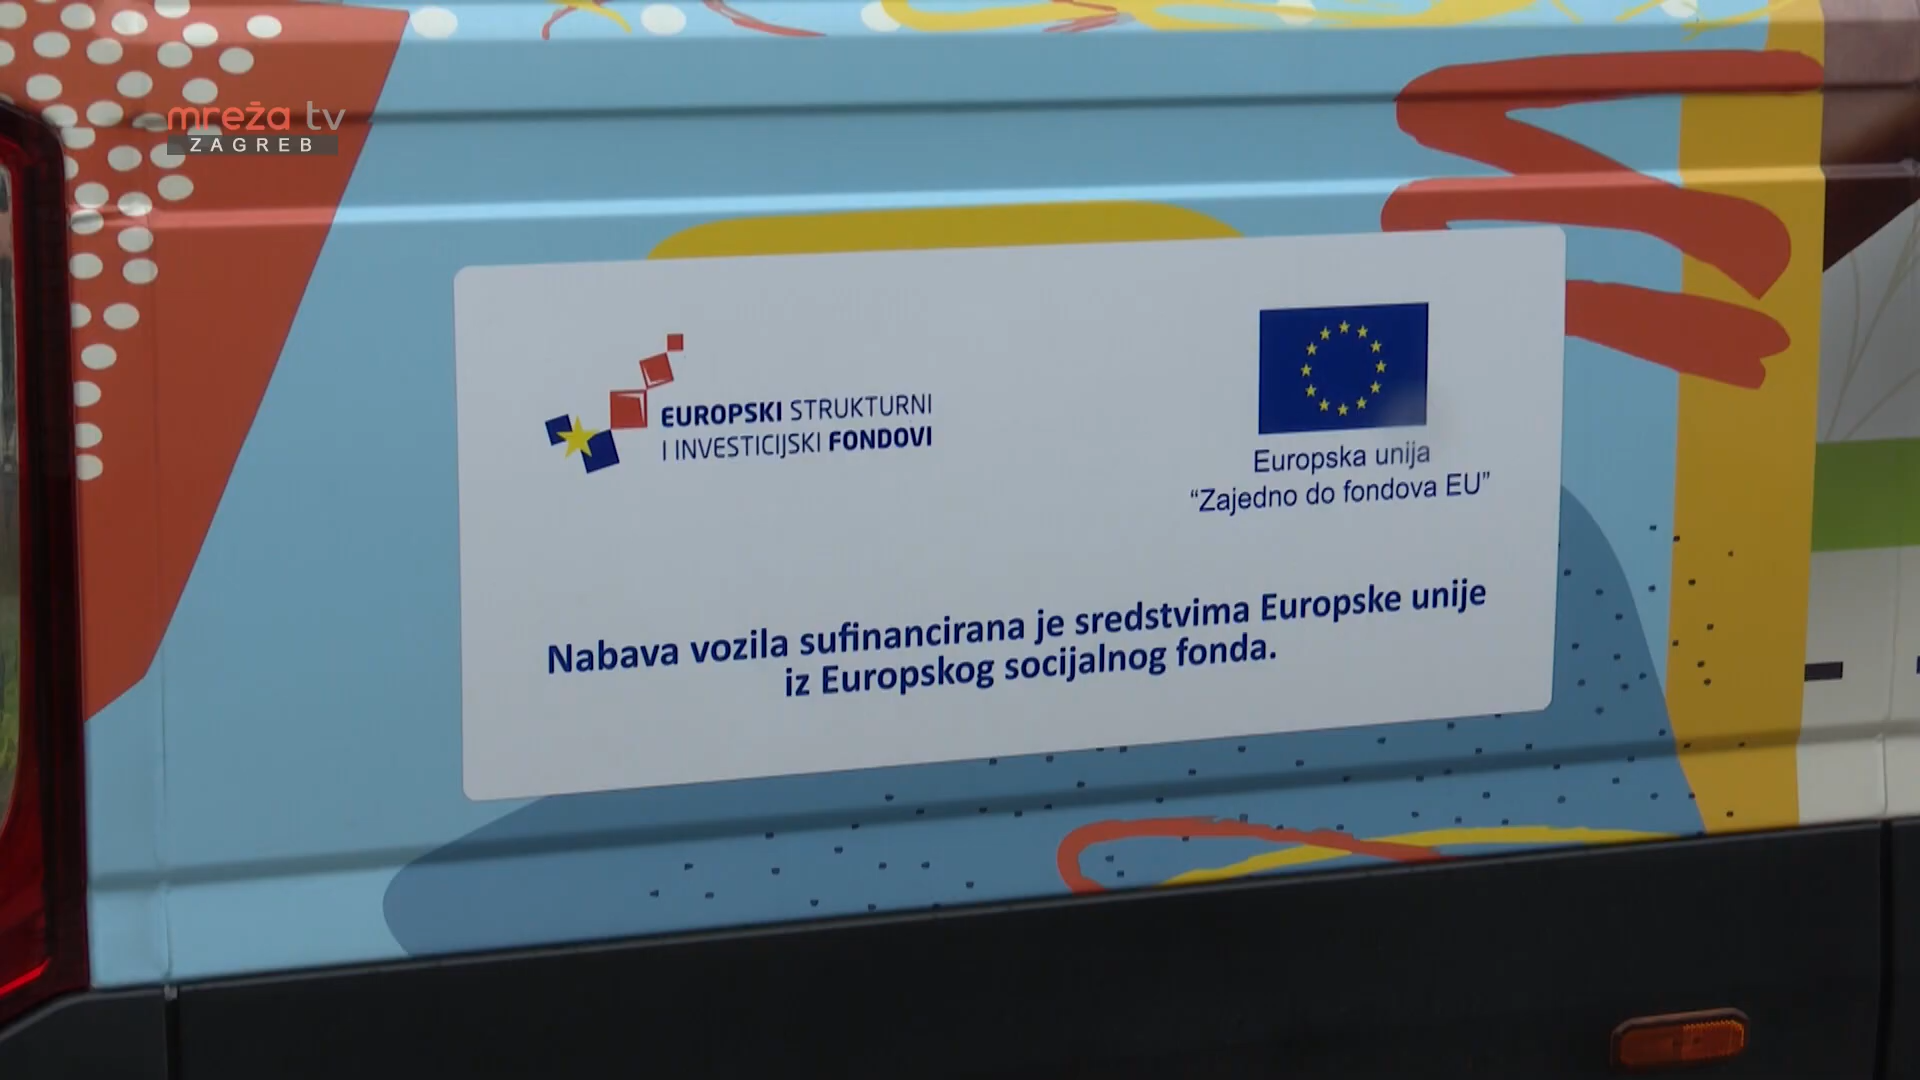 mreža tv
ZAGREB
EUROPSKI STRUKTURNI
I INVESTICIJSKI FONDOVI
Europska unija
“Zajedno do fondova EU”
Nabava vozila sufinancirana je sredstvima Europske unije
iz Europskog socijalnog fonda.